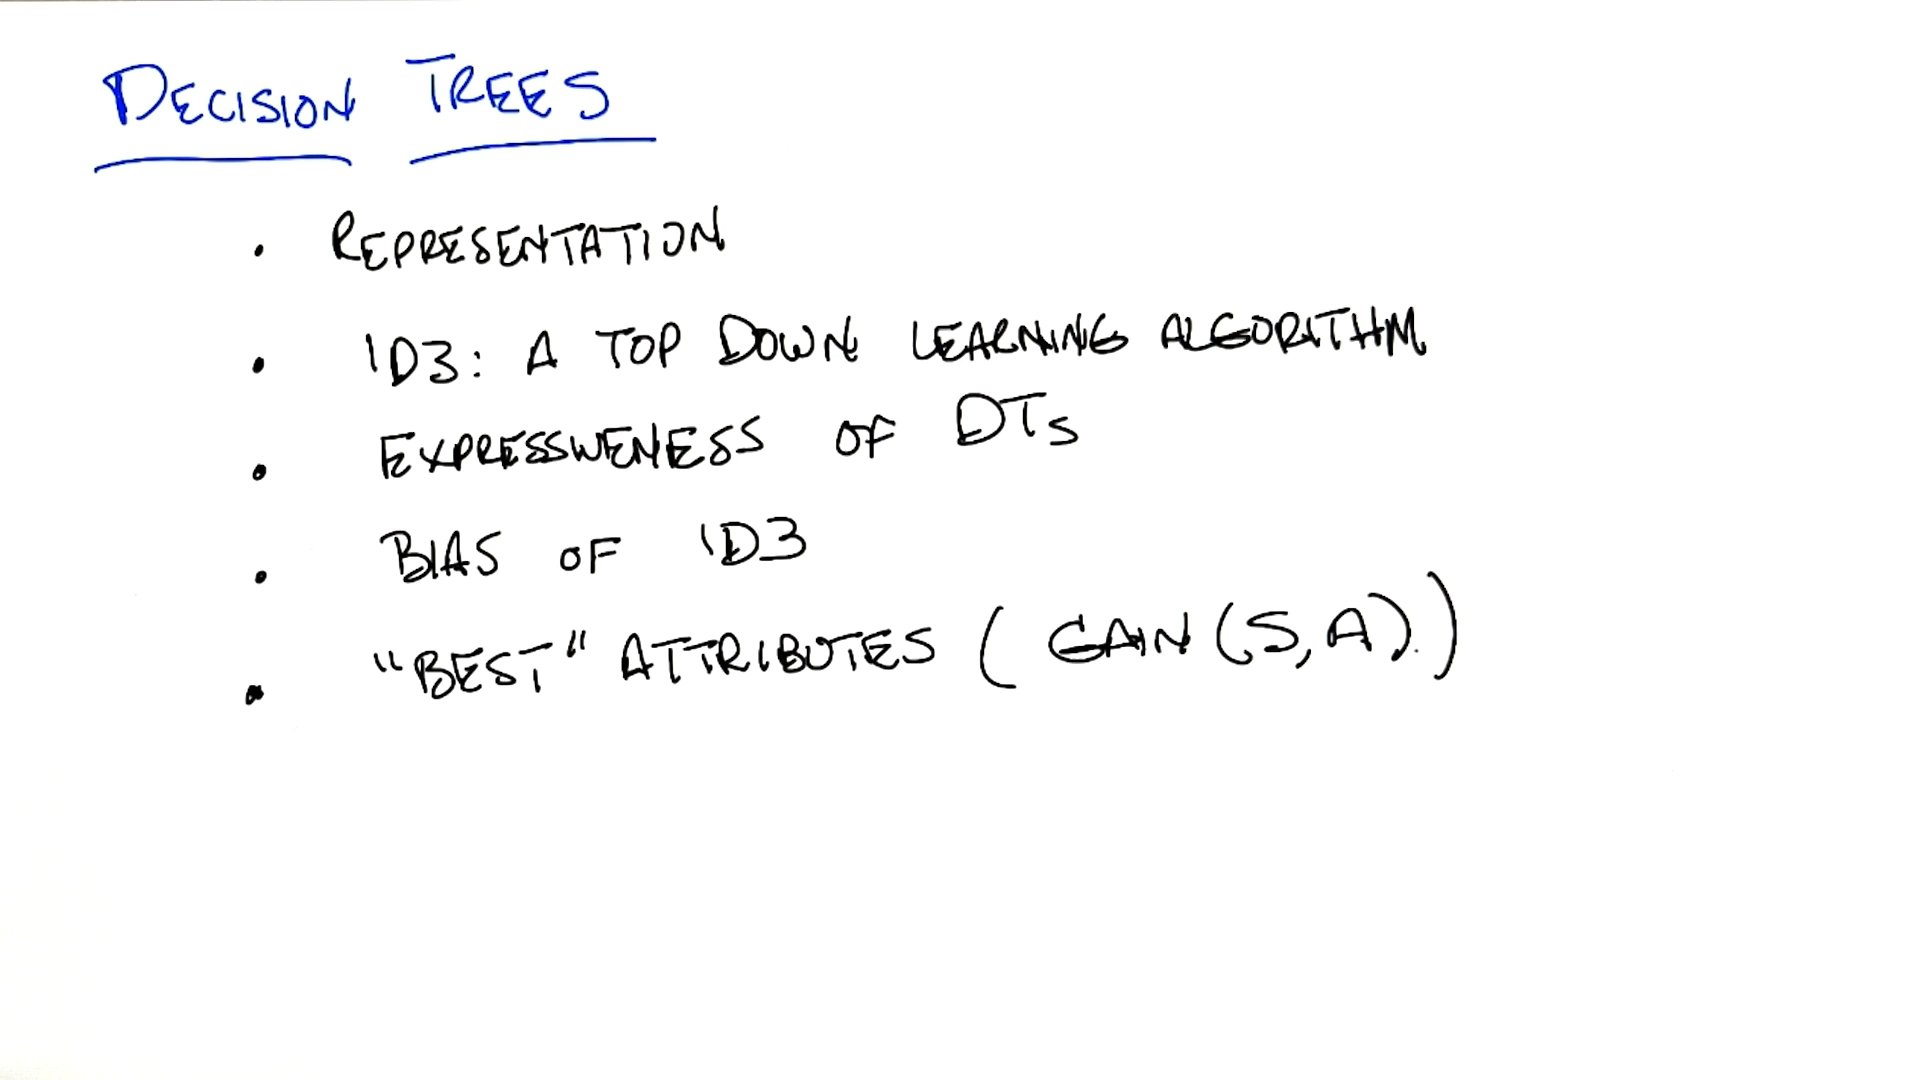 DECISION TREES
• REPRESENTATION
• ID3: A TOP DOWN LEARNING ALGORITHM
• EXPRESSIVENESS OF DTs
• BIAS OF ID3
• "BEST" ATTRIBUTES (GAIN(S,A).)